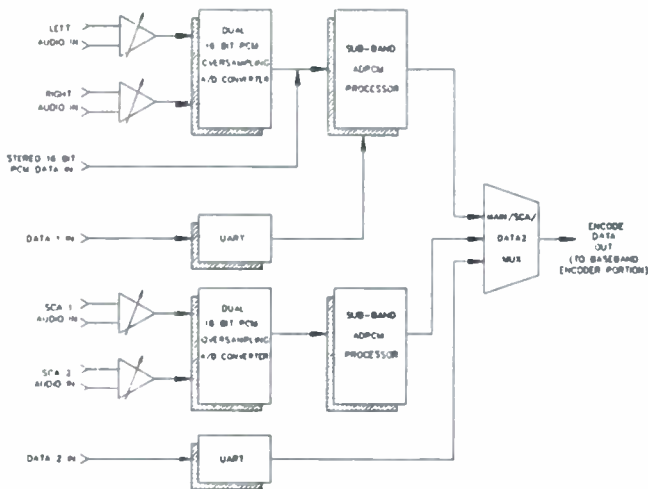 LEFT
AUDIO IN
DUAL
16 BIT PCM
OVERSAMPLING
A/D CONVERTER
SUB-BAND
ADPCM
PROCESSOR
RIGHT
AUDIO IN
STEREO 16 BIT
PCM DATA IN
DATA 1 IN
UART
MAIN/SCA/
DATA2
MUX
ENCODE
DATA
OUT
(TO BASEBAND
ENCODER PORTION)
SCA 1
AUDIO IN
DUAL
16 BIT PCM
OVERSAMPLING
A/D CONVERTER
SUB-BAND
ADPCM
PROCESSOR
SCA 2
AUDIO IN
DATA 2 IN
UART